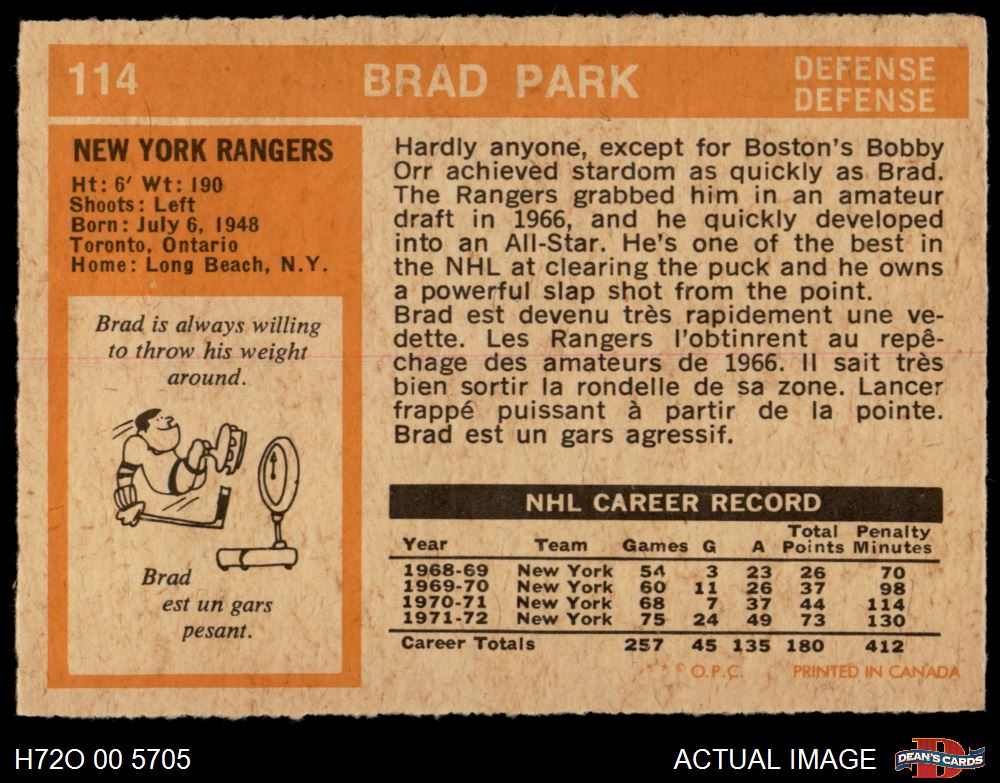 114 BRAD PARK DEFENSE
DEFENSE
NEW YORK RANGERS
Ht: 6' Wt: 190
Shoots: Left
Born: July 6, 1948
Toronto, Ontario
Home: Long Beach, N.Y.
Brad is always willing
to throw his weight
around.
Brad
est un gars
pesant.
Hardly anyone, except for Boston's Bobby
Orr achieved stardom as quickly as Brad.
The Rangers grabbed him in an amateur
draft in 1966, and he quickly developed
into an All-Star. He's one of the best in
the NHL at clearing the puck and he owns
a powerful slap shot from the point.
Brad est devenu très rapidement une ve-
dette. Les Rangers l'obtinrent au repê-
chage des amateurs de 1966. Il sait très
bien sortir la rondelle de sa zone. Lancer
frappé puissant à partir de la pointe.
Brad est un gars agressif.
NHL CAREER RECORD
Year Team Games G A Total Points Penalty Minutes
1968-69 New York 54 3 23 26 70
1969-70 New York 60 11 26 37 98
1970-71 New York 68 7 37 44 114
1971-72 New York 75 24 49 73 130
Career Totals 257 45 135 180 412
* * © O.P.C. PRINTED IN CANADA
H72O 00 5705 ACTUAL IMAGE D DEAN'S CARDS